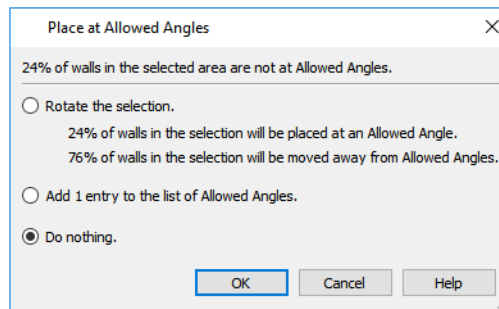 Place at Allowed Angles
24% of walls in the selected area are not at Allowed Angles.
Rotate the selection.
24% of walls in the selection will be placed at an Allowed Angle.
76% of walls in the selection will be moved away from Allowed Angles.
Add 1 entry to the list of Allowed Angles.
Do nothing.
OK Cancel Help